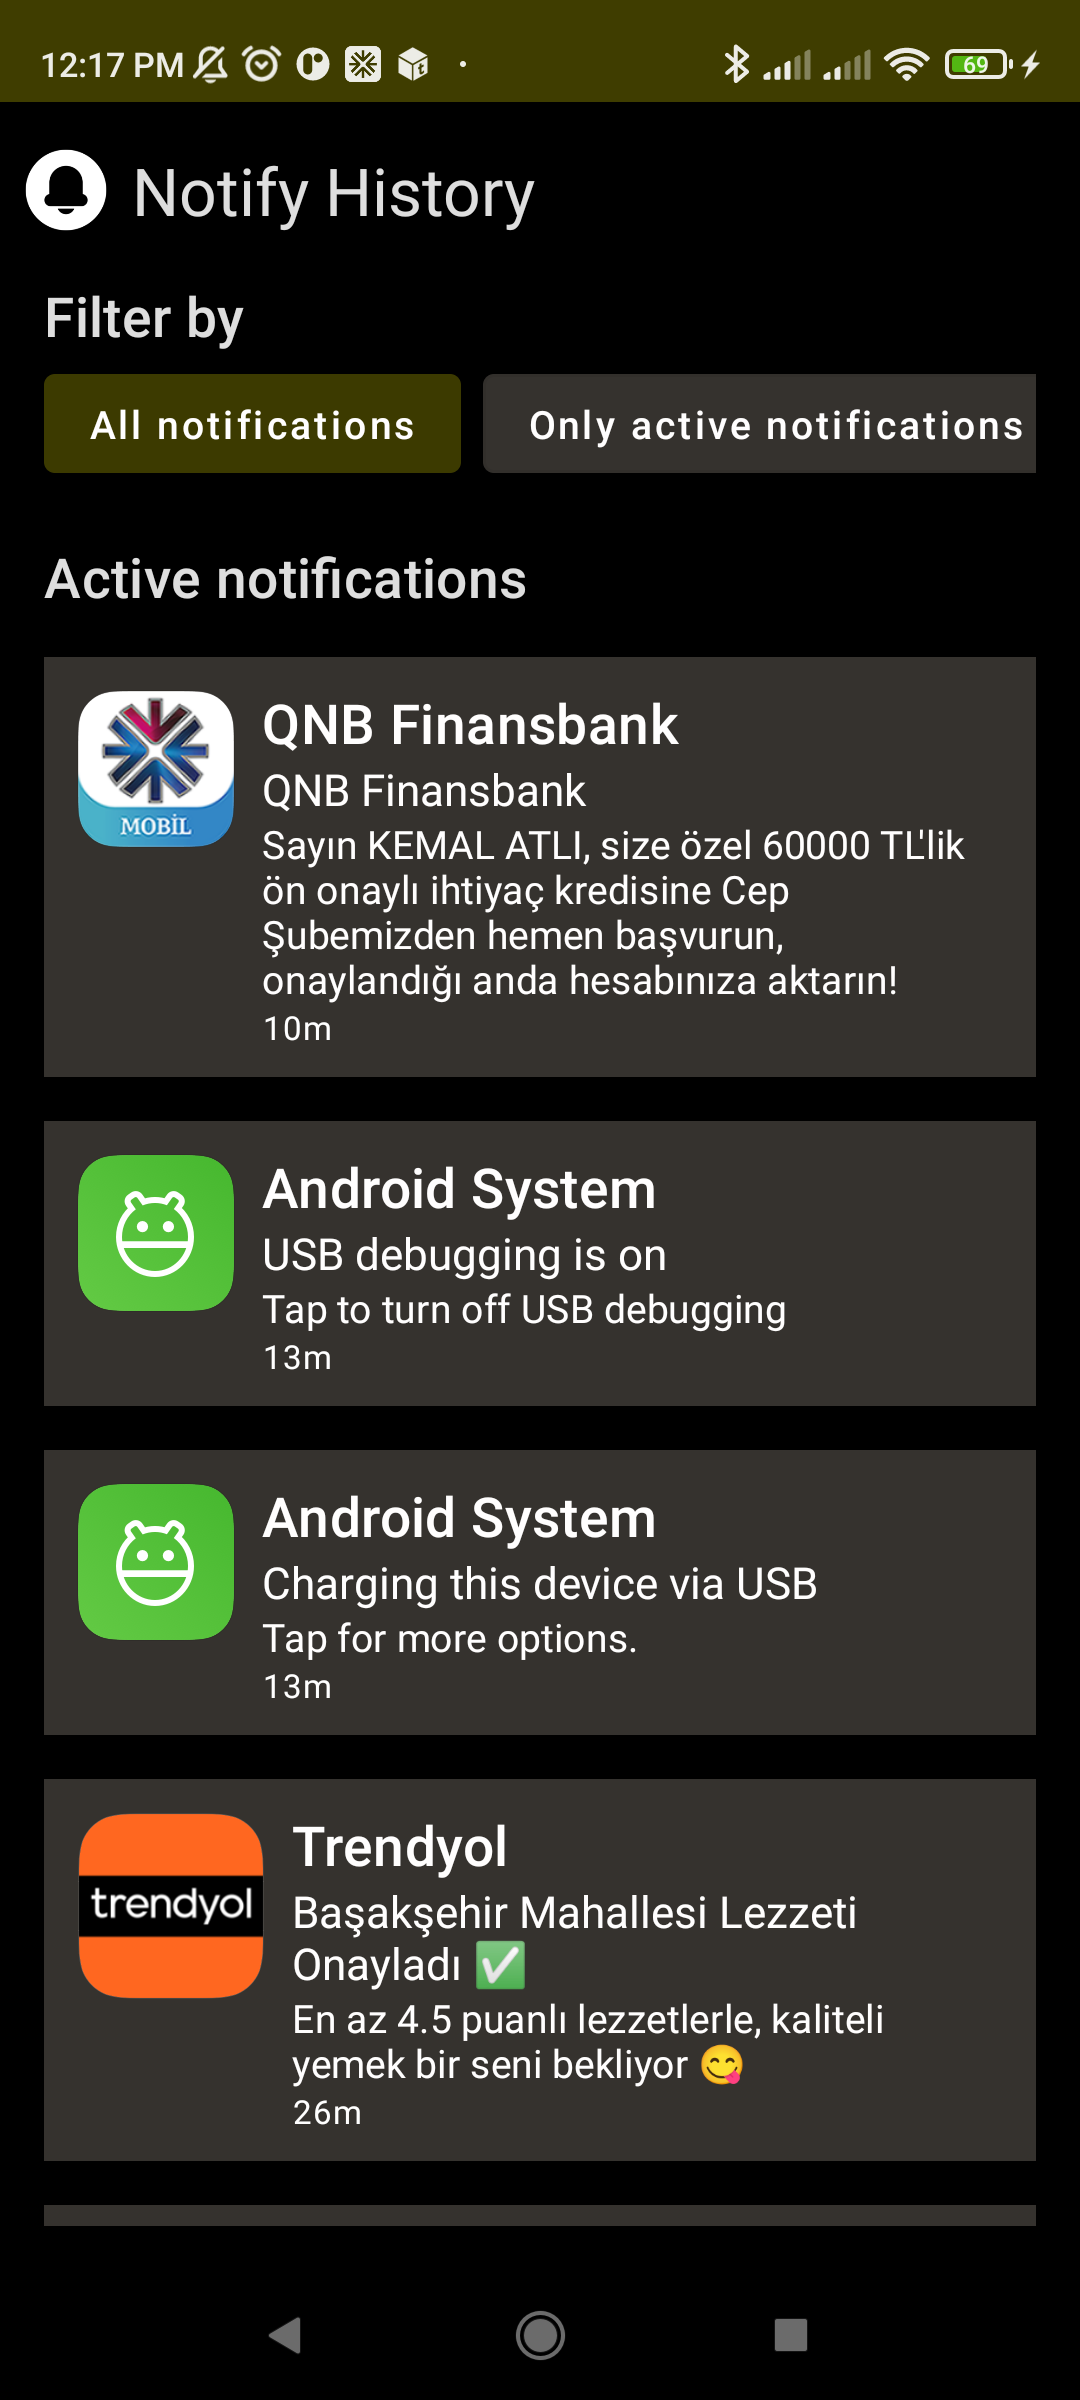 12:17 PM
69
Notify History
Filter by
All notifications
Only active notifications
Active notifications
QNB Finansbank
MOBİL
QNB Finansbank
Sayın KEMAL ATLI, size özel 60000 TL'lik
ön onaylı ihtiyaç kredisine Cep
Şubemizden hemen başvurun,
onaylandığı anda hesabınıza aktarın!
10m
Android System
USB debugging is on
Tap to turn off USB debugging
13m
Android System
Charging this device via USB
Tap for more options.
13m
trendyol
Trendyol
Başakşehir Mahallesi Lezzeti
Onayladı ✅
En az 4.5 puanlı lezzetlerle, kaliteli
yemek bir seni bekliyor 😋
26m